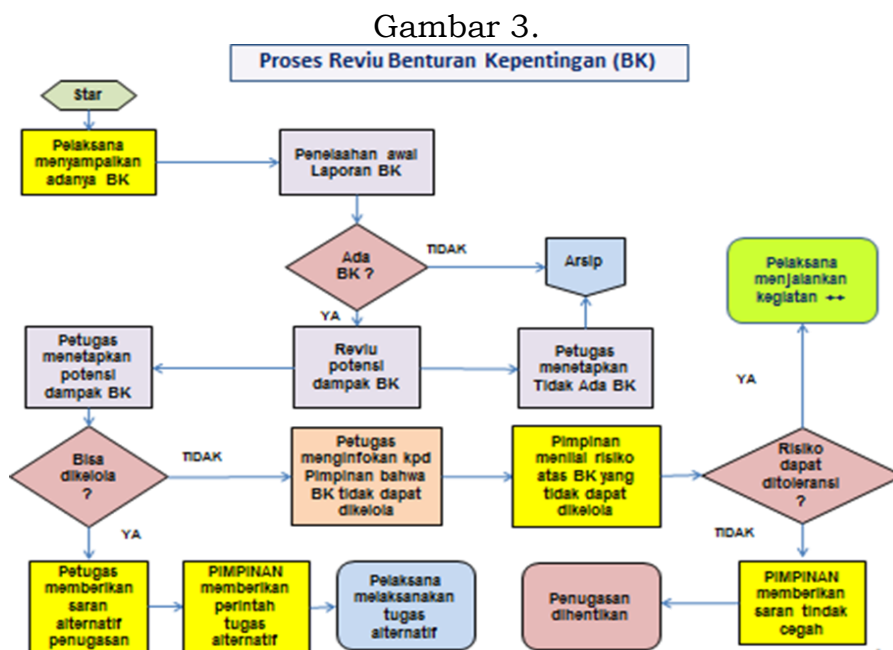 Gambar 3.
Proses Reviu Benturan Kepentingan (BK)
Star
Pelaksana
menyampaikan
adanya BK
Penelaahan awal
Laporan BK
Ada
BK ?
TIDAK
Arsip
Pelaksana
menjalankan
kegiatan ↔
YA
Petugas
menetapkan
potensi
dampak BK
Reviu
potensi
dampak BK
Petugas
menetapkan
Tidak Ada BK
YA
Bisa
dikelola
?
TIDAK
Petugas
menginfokan kpd
Pimpinan bahwa
BK tidak dapat
dikelola
Pimpinan
menilai risiko
atas BK yang
tidak dapat
dikelola
Risiko
dapat
ditoleransi
?
YA
TIDAK
Petugas
memberikan
saran
alternatif
penugasan
PIMPINAN
memberikan
perintah
tugas
alternatif
Pelaksana
melaksanakan
tugas
alternatif
Penugasan
dihentikan
PIMPINAN
memberikan
saran tindak
cegah